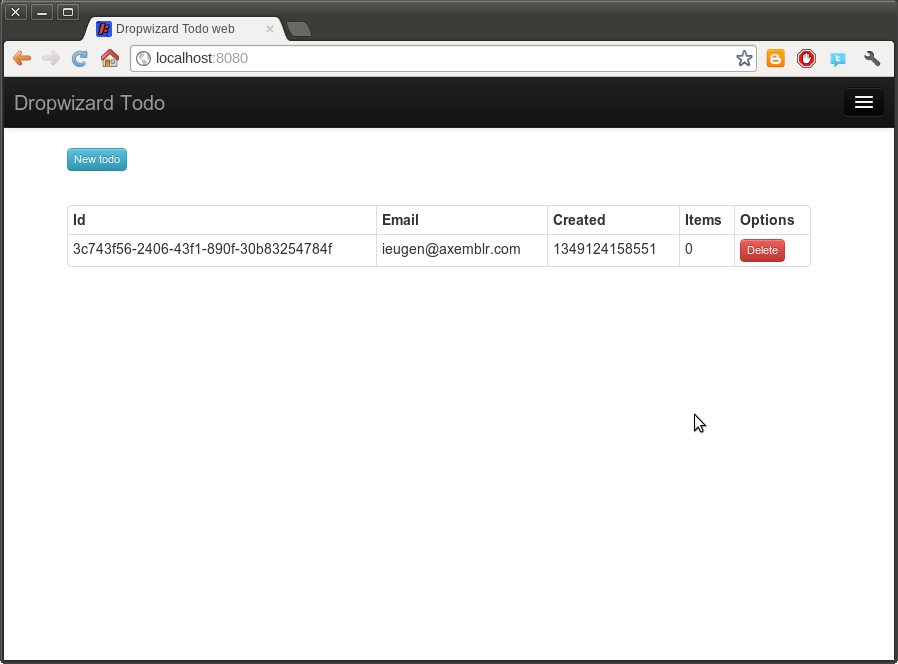 Dropwizard Todo web
localhost:8080
Dropwizard Todo
New todo
Id Email Created Items Options
3c743f56-2406-43f1-890f-30b83254784f ieugen@axemblr.com 1349124158551 0 Delete